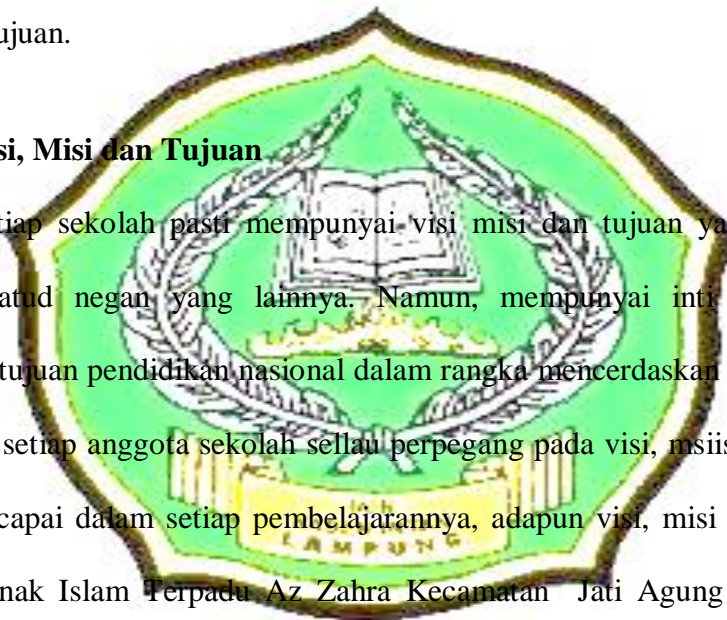 ujuan.
si, Misi dan Tujuan
tiap sekolah pasti mempunyai visi misi dan tujuan ya
atud negan yang lainnya. Namun, mempunyai inti
tujuan pendidikan nasional dalam rangka mencerdaskan
setiap anggota sekolah sellau perpegang pada visi, msiis
capai dalam setiap pembelajarannya, adapun visi, misi
LAMPUNG
nak Islam Terpadu Az Zahra Kecamatan Jati Agung